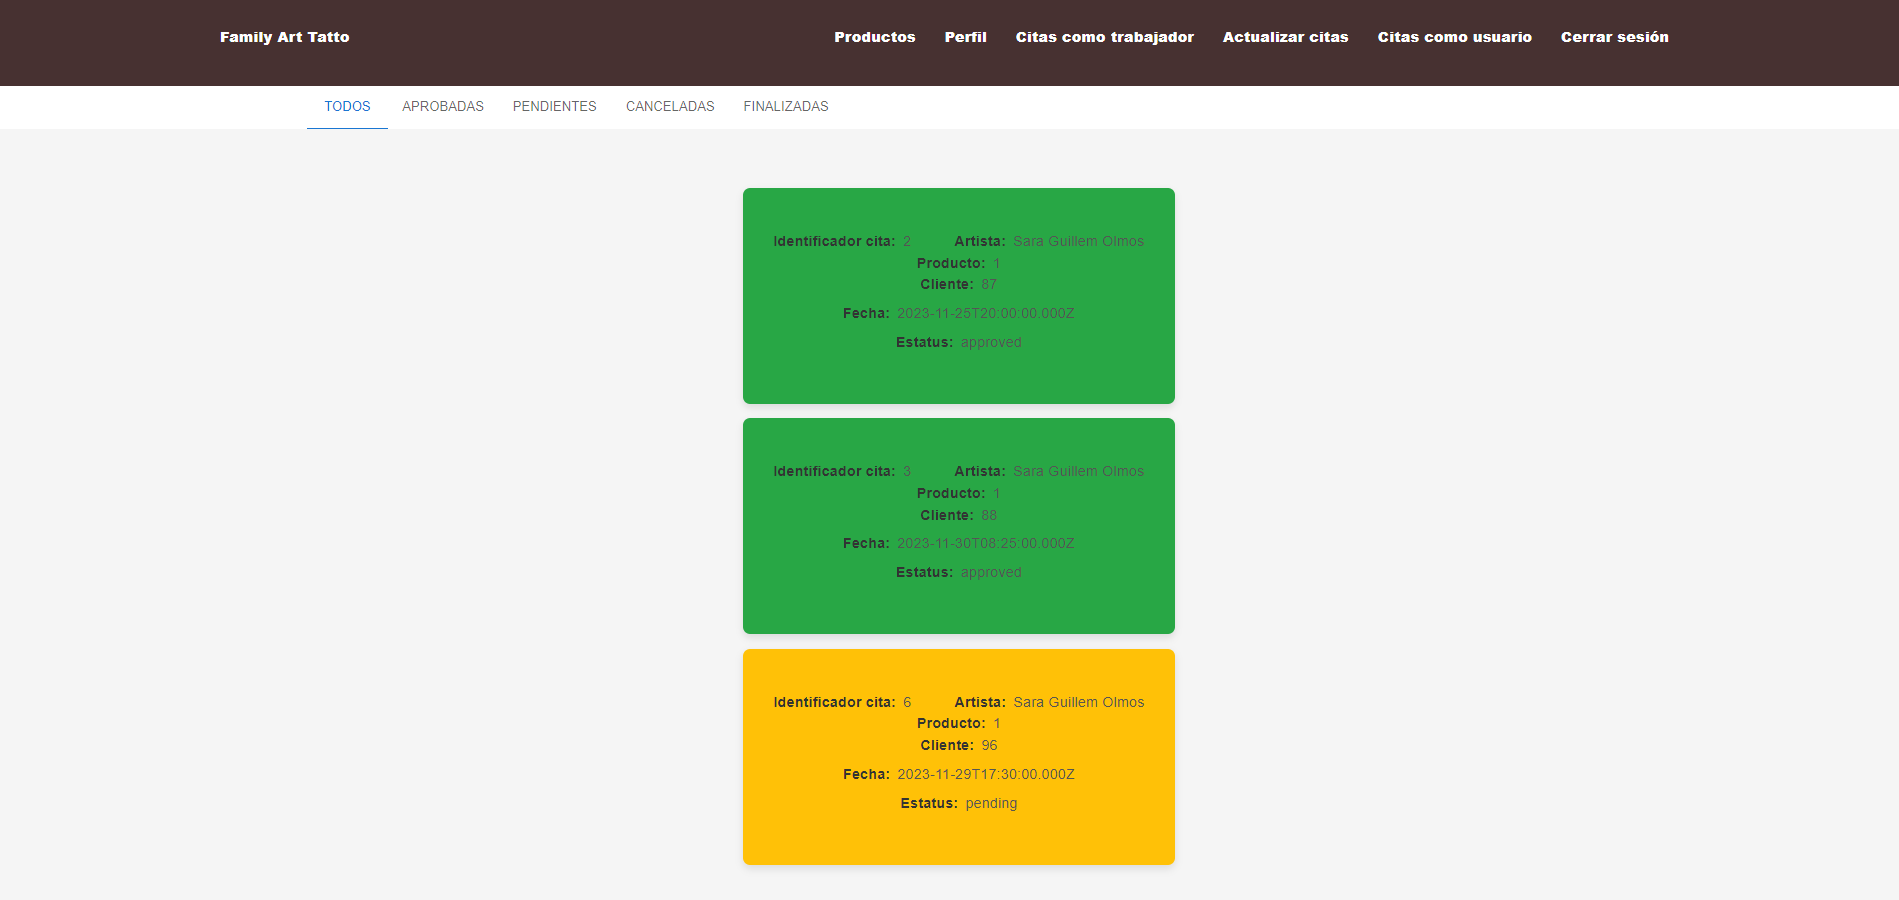 Family Art Tatto Productos Perfil Citas como trabajador Actualizar citas Citas como usuario Cerrar sesión
TODOS APROBADAS PENDIENTES CANCELADAS FINALIZADAS
Identificador cita: 2 Artista: Sara Guillem Olmos
Producto: 1
Cliente: 87
Fecha: 2023-11-25T20:00:00.000Z
Estatus: approved
Identificador cita: 3 Artista: Sara Guillem Olmos
Producto: 1
Cliente: 88
Fecha: 2023-11-30T08:25:00.000Z
Estatus: approved
Identificador cita: 6 Artista: Sara Guillem Olmos
Producto: 1
Cliente: 96
Fecha: 2023-11-29T17:30:00.000Z
Estatus: pending